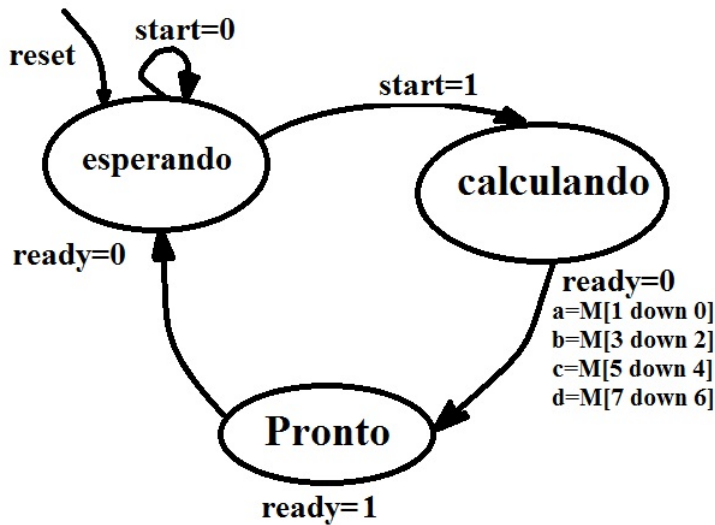 start=0
reset
start=1
esperando
calculando
ready=0
ready=0
a=M[1 down 0]
b=M[3 down 2]
c=M[5 down 4]
d=M[7 down 6]
Pronto
ready=1